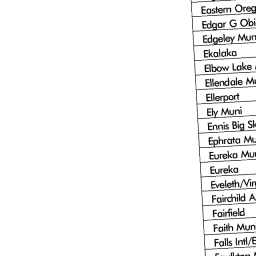 Eastern Oreg
Edgar G Obi
Edgeley Mun
Ekalaka
Elbow Lake
Ellendale Mu
Ellerport
Ely Muni
Ennis Big Sk
Ephrata Mu
Eureka Mun
Eureka
Eveleth/Vir
Fairchild A
Fairfield
Faith Mun
Falls Intl/E